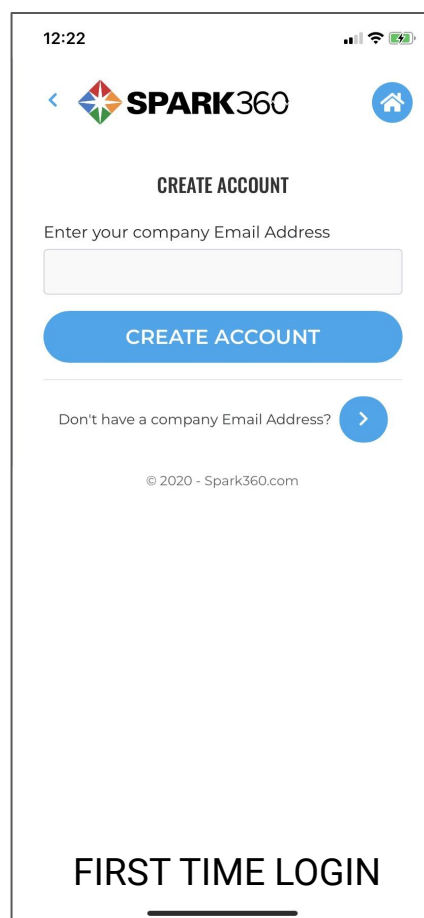 12:22
SPARK360
CREATE ACCOUNT
Enter your company Email Address
CREATE ACCOUNT
Don't have a company Email Address?
© 2020 - Spark360.com
FIRST TIME LOGIN